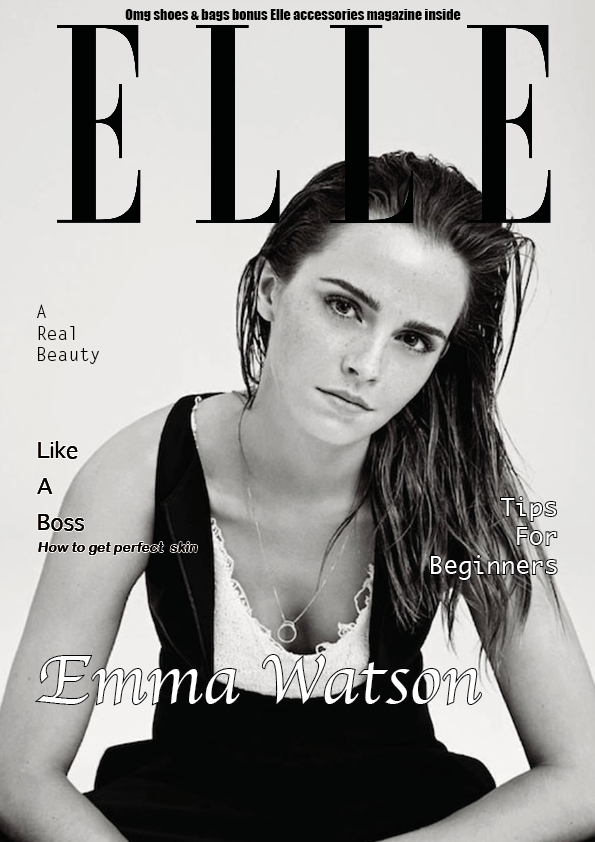 Omg shoes & bags bonus Elle accessories magazine inside
ELLE
A
Real
Beauty
Like
A
Boss
How to get perfect skin
Tips
For
Beginners
Emma Watson